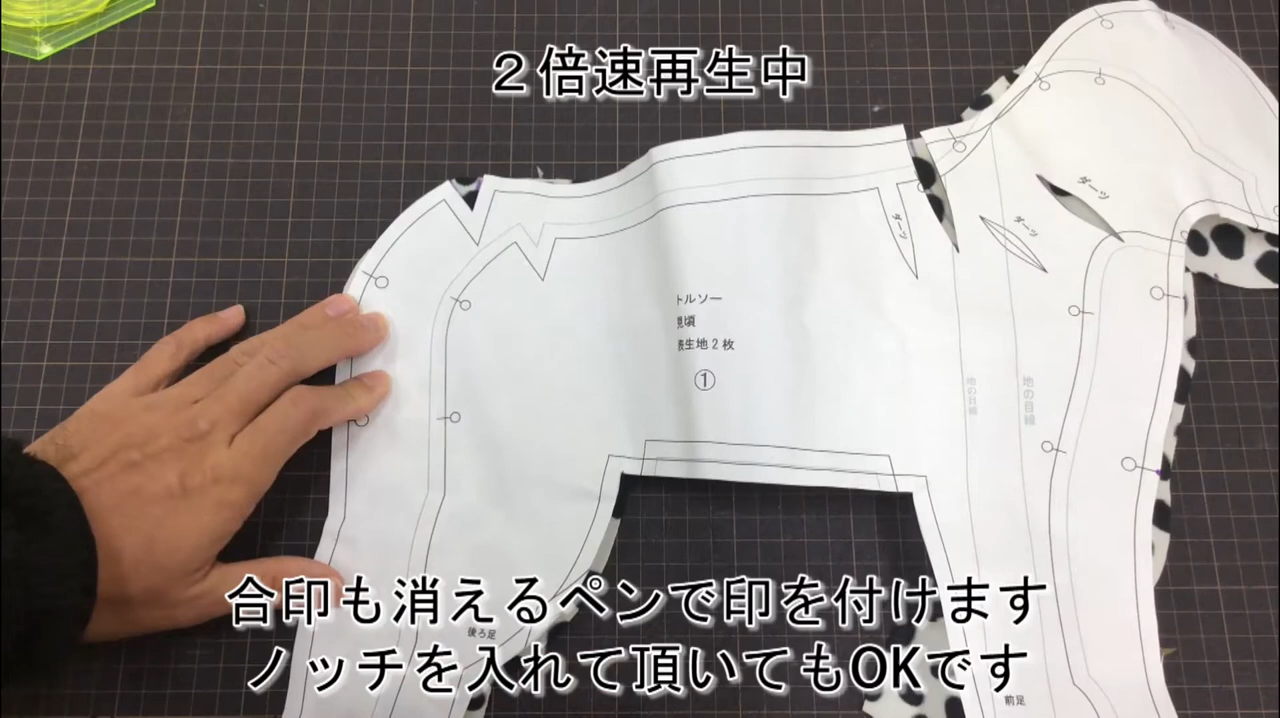 ２倍速再生中
ダーツ
ダーツ
ダーツ
トルソー
見頃
表生地２枚
①
地の目線
地の目線
合印も消えるペンで印を付けます
ノッチを入れて頂いてもOKです
後ろ足
前足